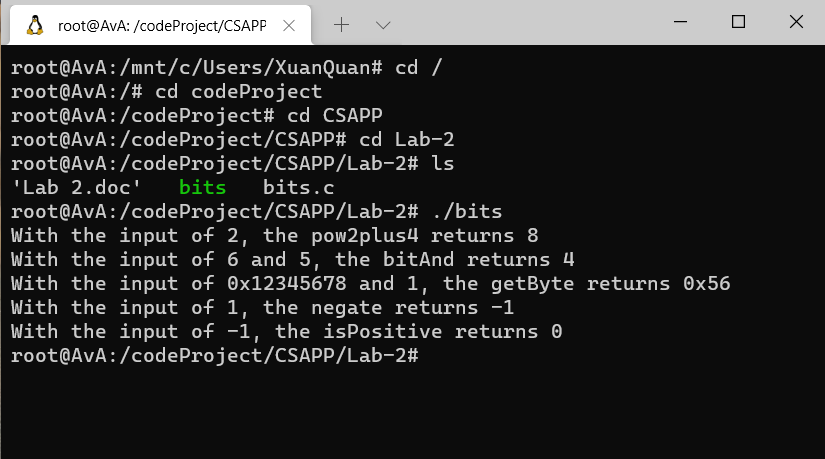 root@AvA: /codeProject/CSAPP
root@AvA:/mnt/c/Users/XuanQuan# cd /
root@AvA:/# cd codeProject
root@AvA:/codeProject# cd CSAPP
root@AvA:/codeProject/CSAPP# cd Lab-2
root@AvA:/codeProject/CSAPP/Lab-2# ls
'Lab 2.doc'   bits   bits.c
root@AvA:/codeProject/CSAPP/Lab-2# ./bits
With the input of 2, the pow2plus4 returns 8
With the input of 6 and 5, the bitAnd returns 4
With the input of 0x12345678 and 1, the getByte returns 0x56
With the input of 1, the negate returns -1
With the input of -1, the isPositive returns 0
root@AvA:/codeProject/CSAPP/Lab-2#